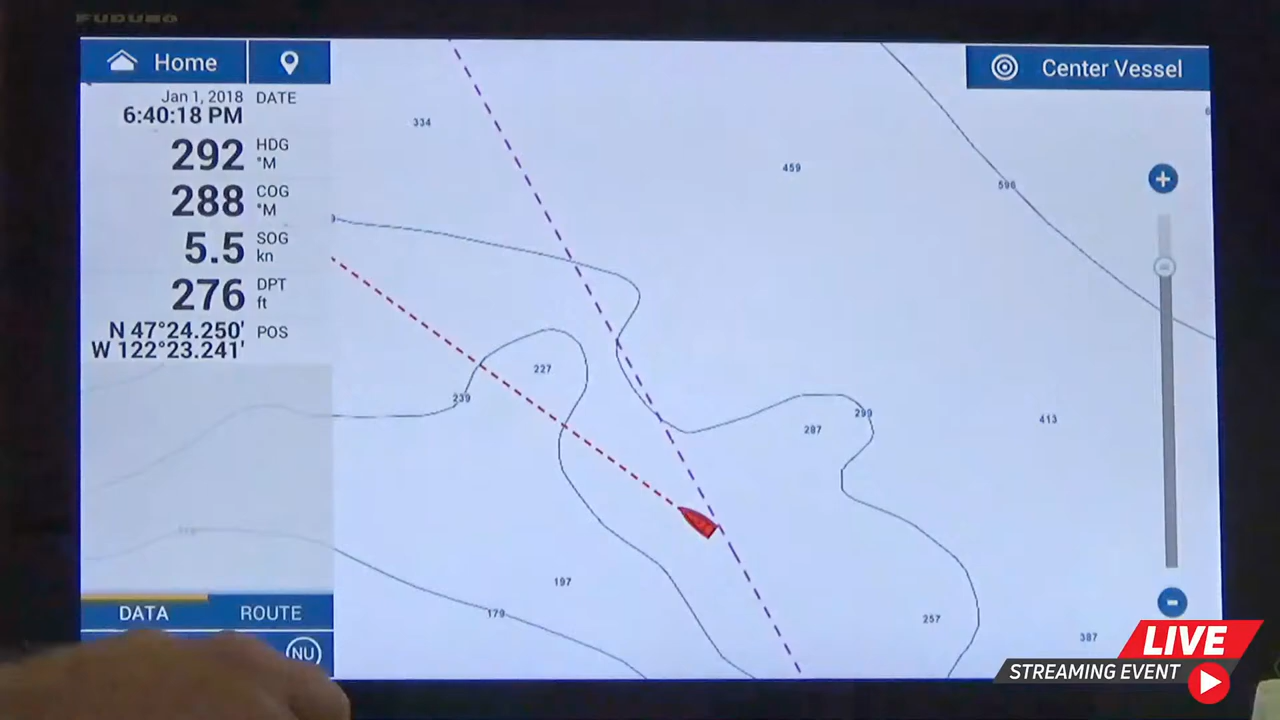 FURUNO
Home
Center Vessel
Jan 1, 2018 DATE
6:40:18 PM
292 HDG °M
288 COG °M
5.5 SOG kn
276 DPT ft
N 47°24.250' POS
W 122°23.241'
334
459
596
227
239
299
287
413
197
179
257
387
DATA
ROUTE
NU
LIVE
STREAMING EVENT